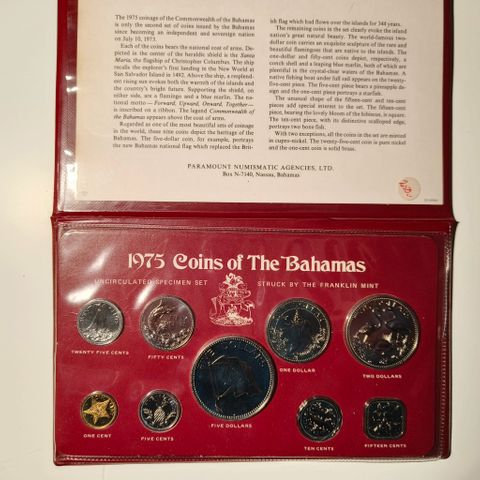 The 1975 coinage of the Commonwealth of the Bahamas
is only the second set of coins issued by the Bahamas
since becoming an independent and sovereign nation
on July 10, 1973.
Each of the coins bears the national coat of arms. De-
picted in the center of the heraldic shield is the Santa
Maria, the flagship of Christopher Columbus. The ship
recalls the explorer's first landing in the New World at
San Salvador Island in 1492. Above the ship, a resplend-
ent rising sun evokes the warmth of the islands and
the country's bright future. Supporting the shield, on
either side, are a flamingo and a blue marlin. The na-
tional motto — Forward, Upward, Onward, Together —
is inscribed on a ribbon. The legend Commonwealth of
the Bahamas appears above the coat of arms.
Regarded as one of the most beautiful sets of coinage
in the world, these nine coins depict the heritage of the
Bahamas. The five-dollar coin, for example, portrays
the new Bahamas national flag which replaced the Brit-
ish flag which had flown over the islands for 344 years.
The remaining coins in the set clearly evoke the island
nation's great natural beauty. The world-famous two-
dollar coin carries an exquisite sculpture of the rare and
beautiful flamingos that are native to the islands. The
one-dollar and fifty-cent coins depict, respectively, a
conch shell and a leaping blue marlin, both of which are
plentiful in the crystal-clear waters of the Bahamas. A
native fishing boat under full sail appears on the twenty-
five-cent piece. The five-cent piece bears a pineapple de-
sign and the one-cent piece portrays a starfish.
The unusual shape of the fifteen-cent and ten-cent
pieces add special interest to the set. The fifteen-cent
piece, bearing the lovely bloom of the hibiscus, is square.
The ten-cent piece, with its distinctive scalloped edge,
portrays two bone fish.
With two exceptions, all the coins in the set are minted
in cupro-nickel. The twenty-five-cent coin is pure nickel
and the one-cent coin is solid brass.
PARAMOUNT NUMISMATIC AGENCIES, LTD.
Box N-7140, Nassau, Bahamas
1975 Coins of The Bahamas
UNCIRCULATED SPECIMEN SET
STRUCK BY THE FRANKLIN MINT
TWENTY FIVE CENTS
FIFTY CENTS
ONE DOLLAR
TWO DOLLARS
FIVE DOLLARS
ONE CENT
FIVE CENTS
TEN CENTS
FIFTEEN CENTS